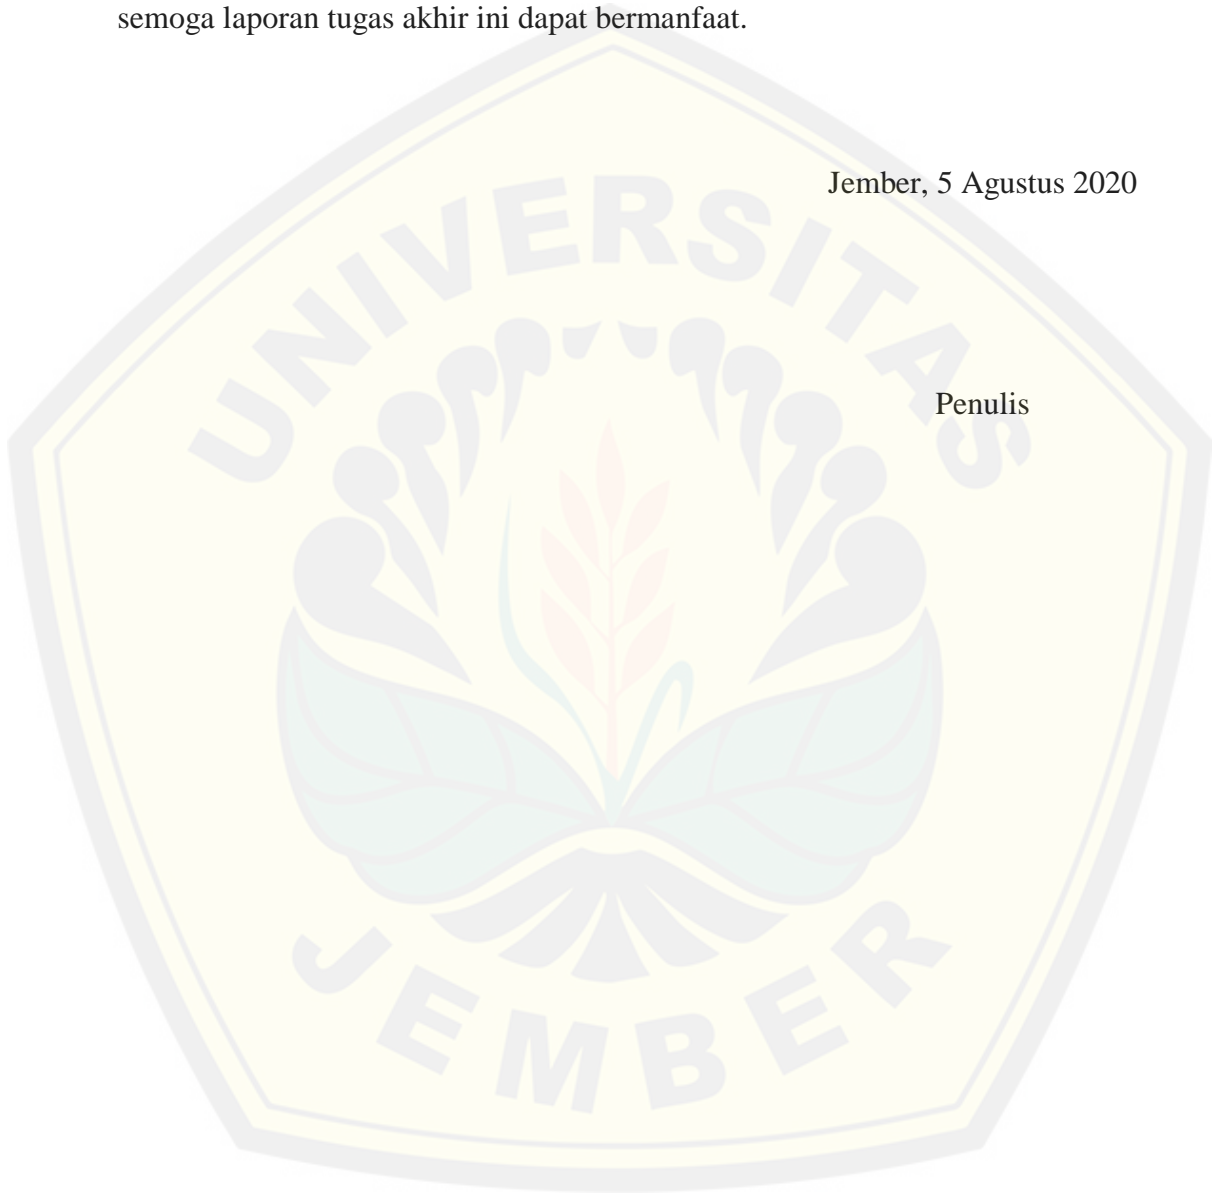 semoga laporan tugas akhir ini dapat bermanfaat.
Jember, 5 Agustus 2020
Penulis
UNIVERSITAS
JEMBER